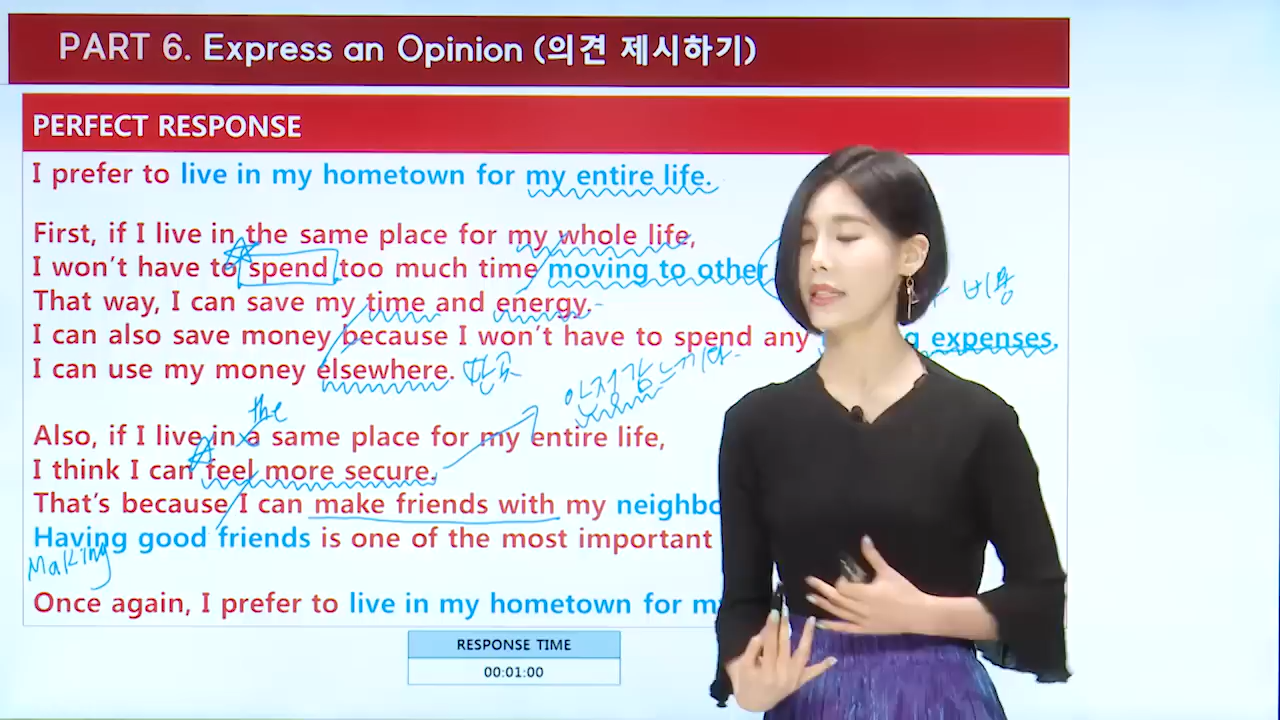 PART 6. Express an Opinion (의견 제시하기)
PERFECT RESPONSE
I prefer to live in my hometown for my entire life.
First, if I live in the same place for my whole life,
I won't have to spend too much time moving to other
비용
That way, I can save my time and energy.
I can also save money because I won't have to spend any expenses.
I can use my money elsewhere. 딴곳
안정감 느끼다
the
Also, if I live in a same place for my entire life,
I think I can feel more secure.
That's because I can make friends with my
Having good friends is one of the most important
Making
Once again, I prefer to live in my hometown for
RESPONSE TIME
00:01:00